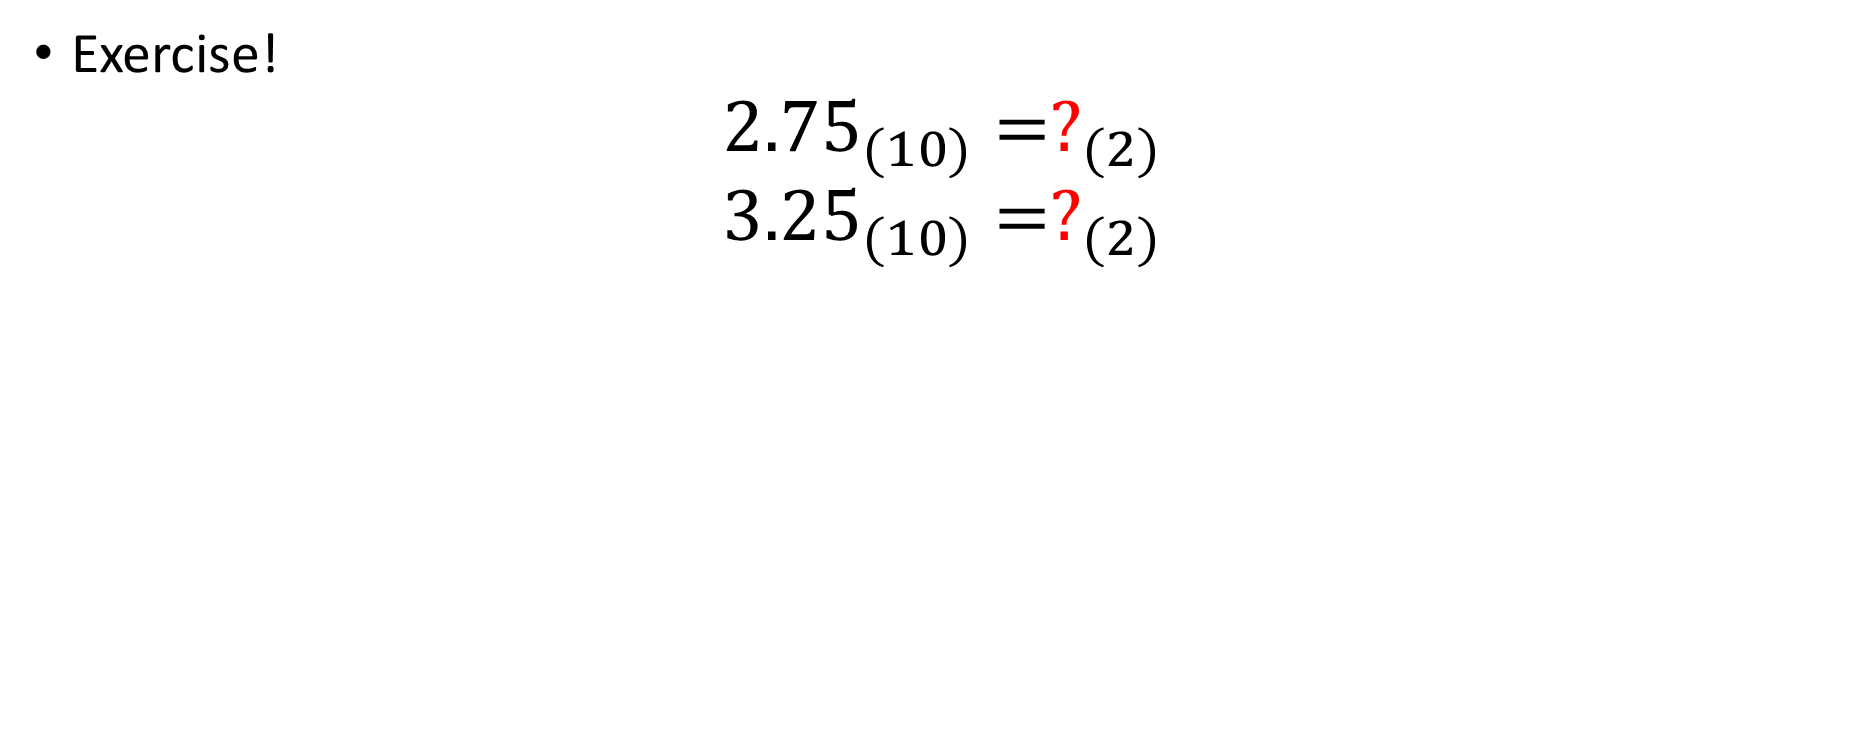 • Exercise!
2.75₍₁₀₎ =?₍₂₎
3.25₍₁₀₎ =?₍₂₎